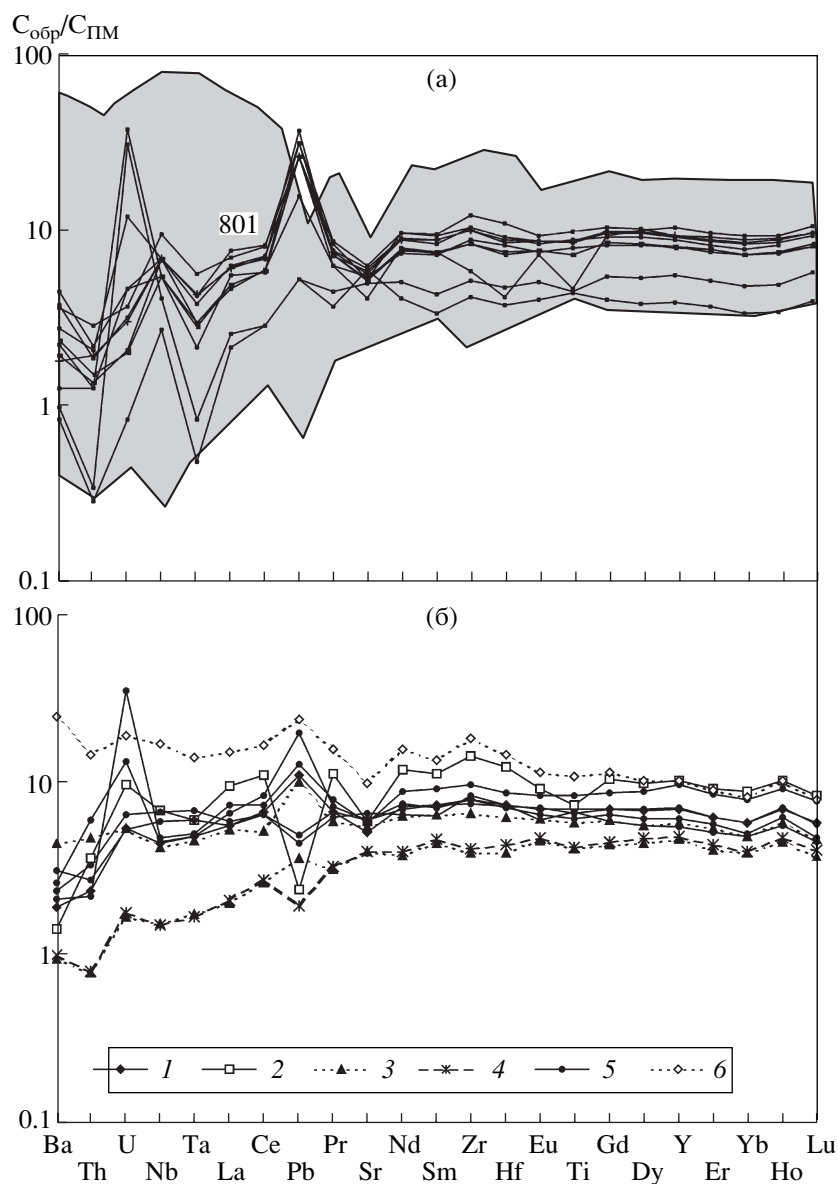 Cобр/CПМ
100
(а)
10
801
1
0.1
100
(б)
10
1
1 2 3 4 5 6
0.1
Ba U Ta Ce Pr Nd Zr Eu Gd Y Yb Lu
Th Nb La Pb Sr Sm Hf Ti Dy Er Ho